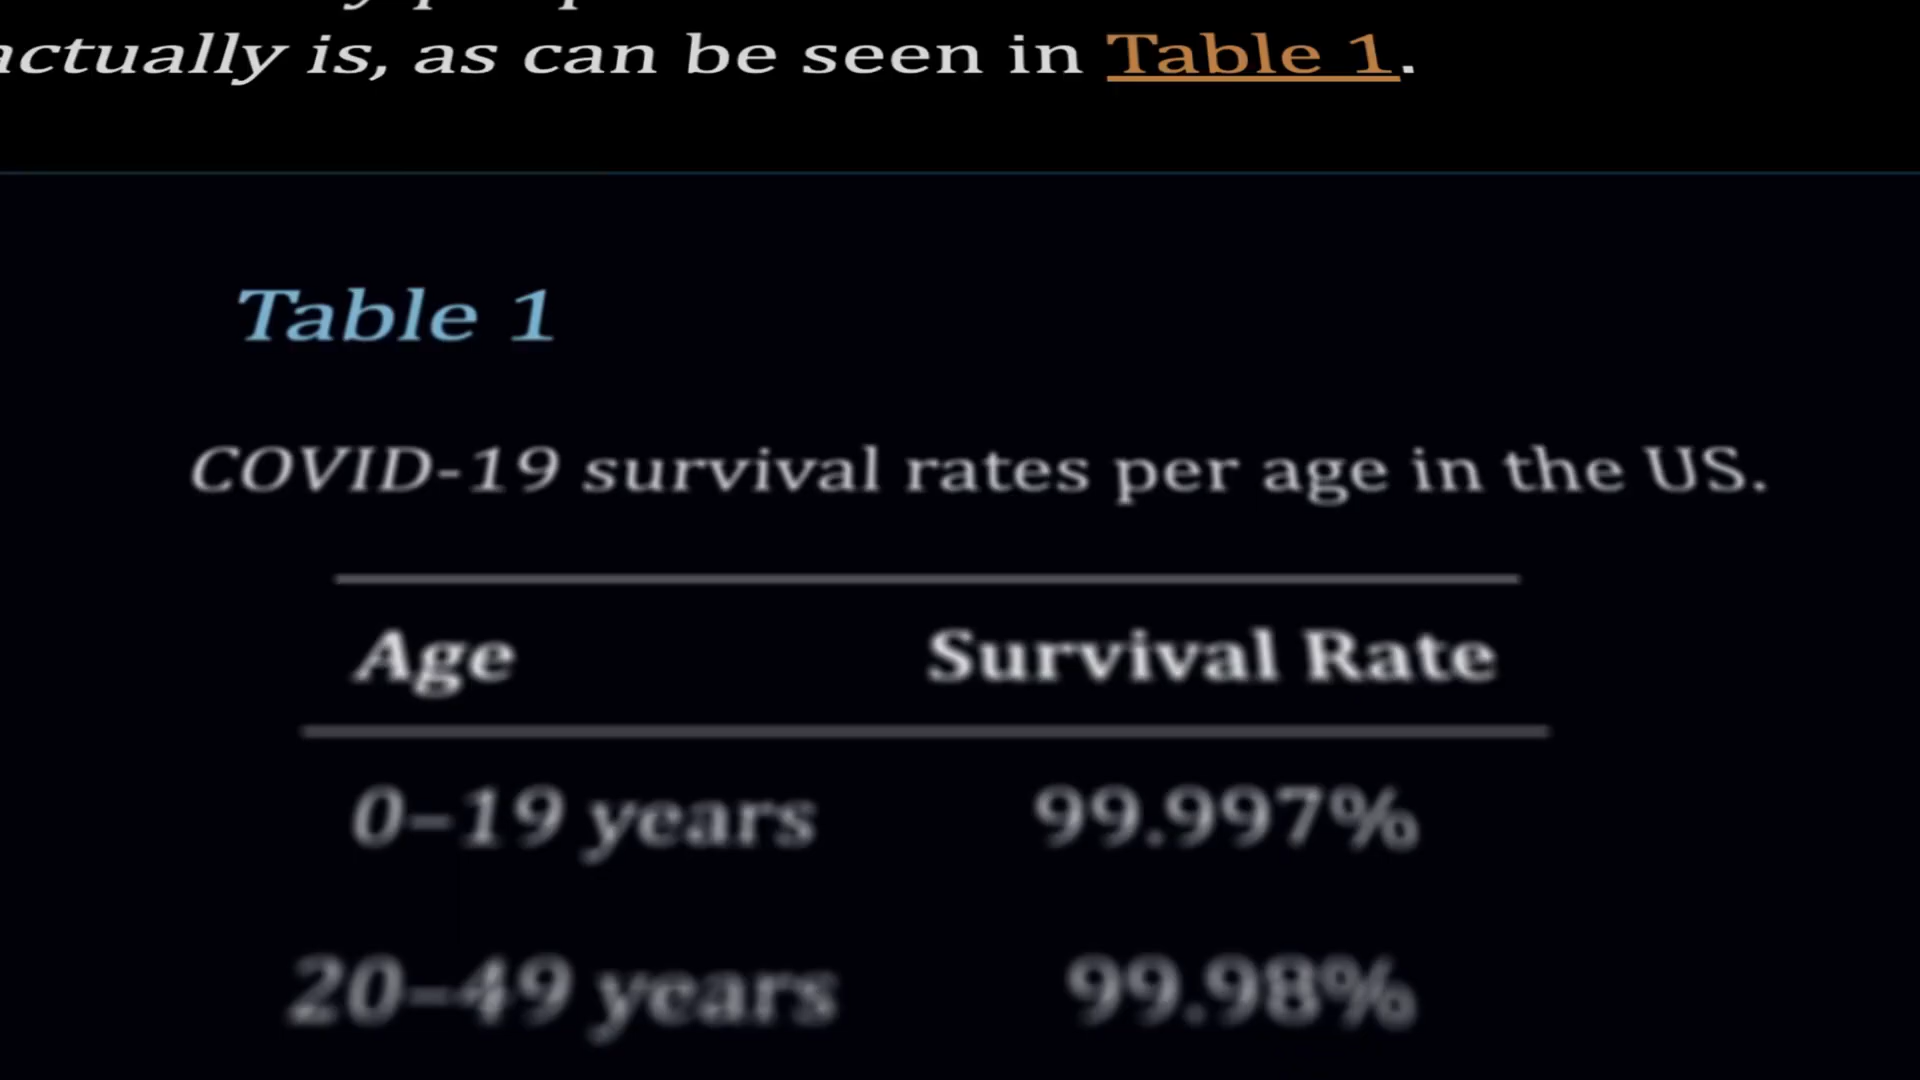 actually is, as can be seen in Table 1.
Table 1
COVID-19 survival rates per age in the US.
Age Survival Rate
0–19 years 99.997%
20–49 years 99.98%